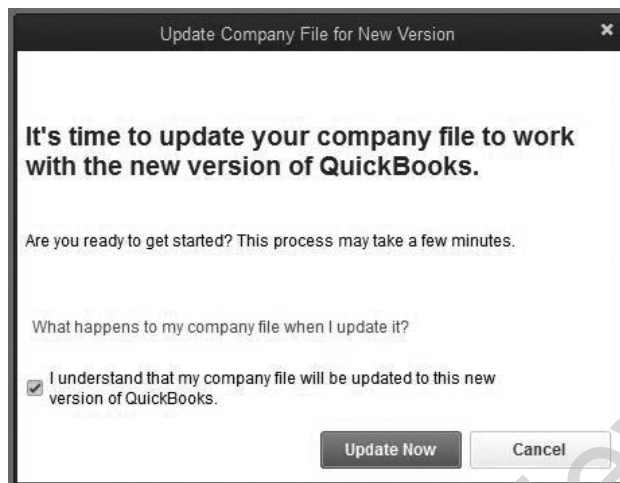 Update Company File for New Version
It's time to update your company file to work
with the new version of QuickBooks.
Are you ready to get started? This process may take a few minutes.
What happens to my company file when I update it?
I understand that my company file will be updated to this new
version of QuickBooks.
Update Now
Cancel